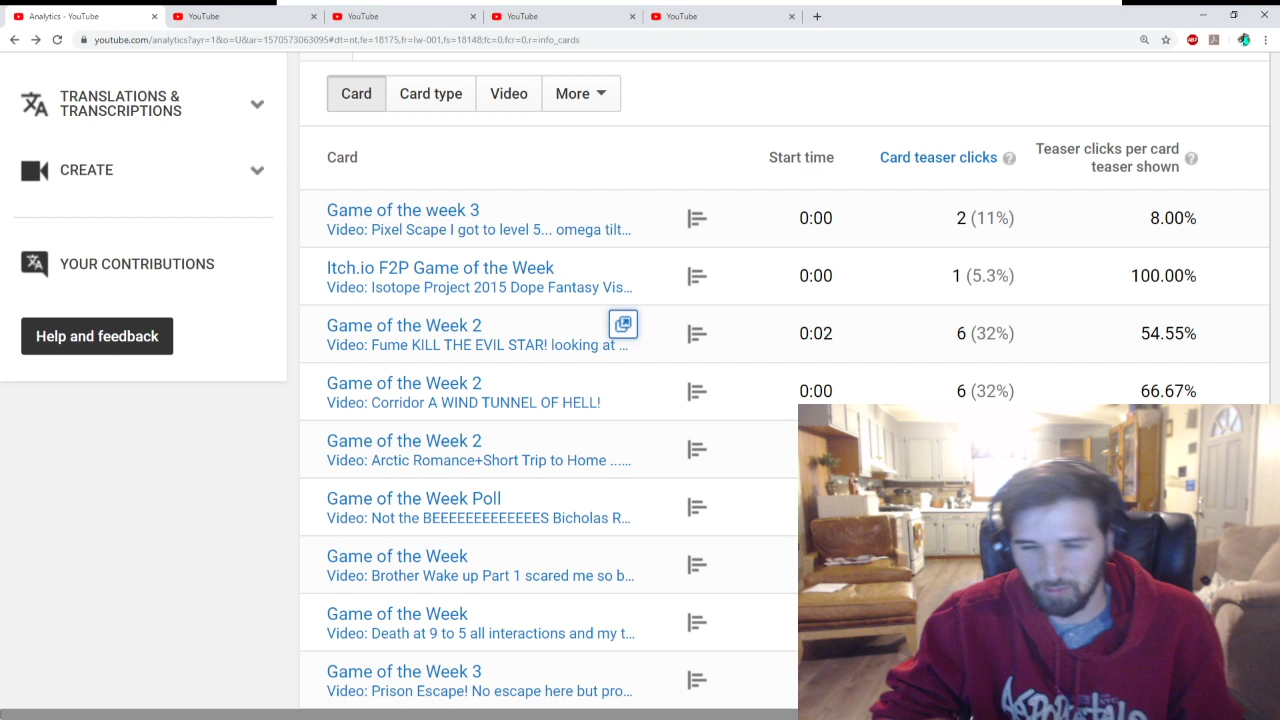 Analytics - YouTube
YouTube
YouTube
YouTube
YouTube
youtube.com/analytics?ayr=1&o=U&ar=1570573063095#dt=nt,fe=18175,fr=lw-001,fs=18148;fc=0,fcr=0,r=info_cards
ABP
TRANSLATIONS &
TRANSCRIPTIONS
CREATE
YOUR CONTRIBUTIONS
Help and feedback
Card Card type Video More
Card Start time Card teaser clicks ? Teaser clicks per card
teaser shown ?
Game of the week 3 0:00 2 (11%) 8.00%
Video: Pixel Scape I got to level 5... omega tilt...
Itch.io F2P Game of the Week 0:00 1 (5.3%) 100.00%
Video: Isotope Project 2015 Dope Fantasy Vis...
Game of the Week 2 0:02 6 (32%) 54.55%
Video: Fume KILL THE EVIL STAR! looking at ...
Game of the Week 2 0:00 6 (32%) 66.67%
Video: Corridor A WIND TUNNEL OF HELL!
Game of the Week 2
Video: Arctic Romance+Short Trip to Home ......
Game of the Week Poll
Video: Not the BEEEEEEEEEEEEES Bicholas R...
Game of the Week
Video: Brother Wake up Part 1 scared me so b...
Game of the Week
Video: Death at 9 to 5 all interactions and my t...
Game of the Week 3
Video: Prison Escape! No escape here but pro...